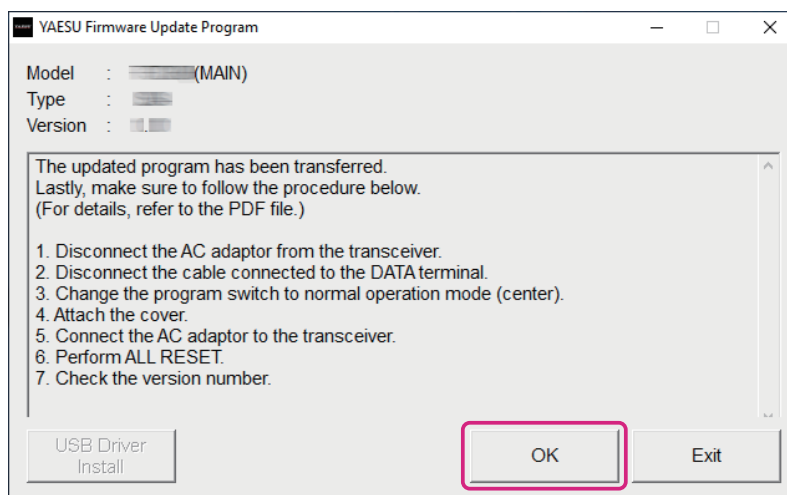 YAESU Firmware Update Program
Model : (MAIN)
Type :
Version :
The updated program has been transferred.
Lastly, make sure to follow the procedure below.
(For details, refer to the PDF file.)
1. Disconnect the AC adaptor from the transceiver.
2. Disconnect the cable connected to the DATA terminal.
3. Change the program switch to normal operation mode (center).
4. Attach the cover.
5. Connect the AC adaptor to the transceiver.
6. Perform ALL RESET.
7. Check the version number.
USB Driver
Install
OK
Exit